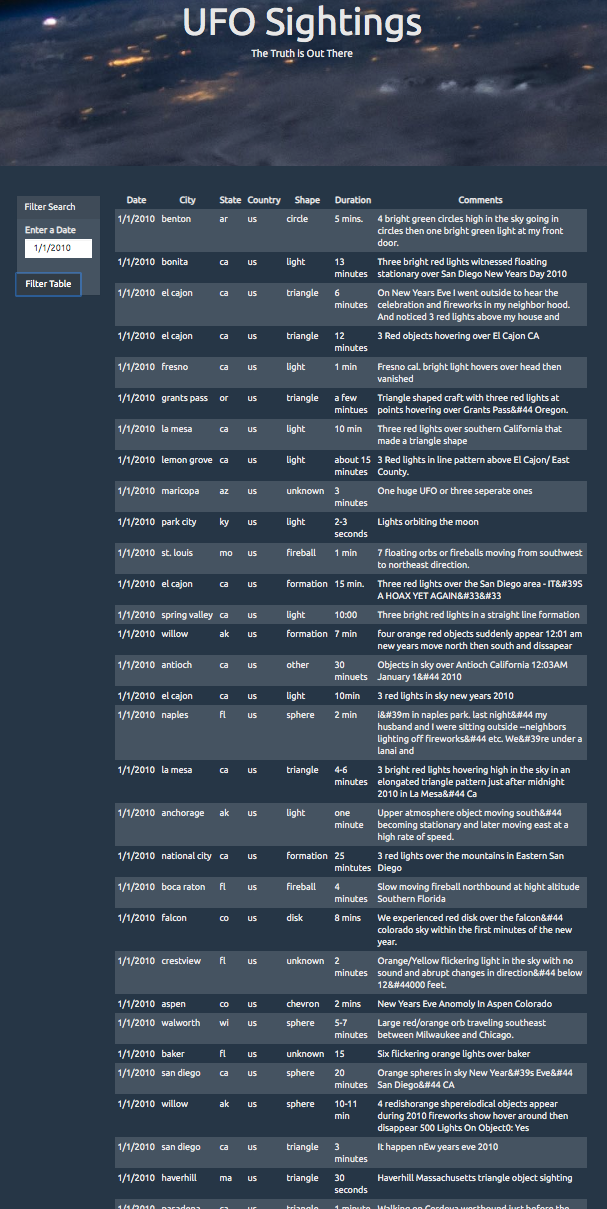 UFO Sightings
The Truth is Out There
Filter Search
Enter a Date
1/1/2010
Filter Table
Date City State Country Shape Duration Comments
1/1/2010 benton ar us circle 5 mins. 4 bright green circles high in the sky going in
circles then one bright green light at my front
door.
1/1/2010 bonita ca us light 13 Three bright red lights witnessed floating
minutes stationary over San Diego New Years Day 2010
1/1/2010 el cajon ca us triangle 6 On New Years Eve I went outside to hear the
minutes celebration and fireworks in my neighbor hood.
And noticed 3 red lights above my house and
1/1/2010 el cajon ca us triangle 12 3 Red objects hovering over El Cajon CA
minutes
1/1/2010 fresno ca us light 1 min Fresno cal. bright light hovers over head then
vanished
1/1/2010 grants pass or us triangle a few Triangle shaped craft with three red lights at
mintues points hovering over Grants Pass&#44 Oregon.
1/1/2010 la mesa ca us light 10 min Three red lights over southern California that
made a triangle shape
1/1/2010 lemon grove ca us light about 15 3 Red lights in line pattern above El Cajon/ East
minutes County.
1/1/2010 maricopa az us unknown 3 One huge UFO or three seperate ones
minutes
1/1/2010 park city ky us light 2-3 Lights orbiting the moon
seconds
1/1/2010 st. louis mo us fireball 1 min 7 floating orbs or fireballs moving from southwest
to northeast direction.
1/1/2010 el cajon ca us formation 15 min. Three red lights over the San Diego area - IT&#39S
A HOAX YET AGAIN&#33&#33
1/1/2010 spring valley ca us light 10:00 Three bright red lights in a straight line formation
1/1/2010 willow ak us formation 7 min four orange red objects suddenly appear 12:01 am
new years move north then south and dissapear
1/1/2010 antioch ca us other 30 Objects in sky over Antioch California 12:03AM
minuets January 1&#44 2010
1/1/2010 el cajon ca us light 10min 3 red lights in sky new years 2010
1/1/2010 naples fl us sphere 2 min i&#39m in naples park. last night&#44 my
husband and I were sitting outside --neighbors
lighting off fireworks&#44 etc. We&#39re under a
lanai and
1/1/2010 la mesa ca us triangle 4-6 3 bright red lights hovering high in the sky in an
minutes elongated triangle pattern just after midnight
2010 in La Mesa&#44 Ca
1/1/2010 anchorage ak us light one Upper atmosphere object moving south&#44
minute becoming stationary and later moving east at a
high rate of speed.
1/1/2010 national city ca us formation 25 3 red lights over the mountains in Eastern San
mintutes Diego
1/1/2010 boca raton fl us fireball 4 Slow moving fireball northbound at hight altitude
minutes Southern Florida
1/1/2010 falcon co us disk 8 mins We experienced red disk over the falcon&#44
colorado sky within the first minutes of the new
year.
1/1/2010 crestview fl us unknown 2 Orange/Yellow flickering light in the sky with no
minutes sound and abrupt changes in direction&#44 below
12&#44000 feet.
1/1/2010 aspen co us chevron 2 mins New Years Eve Anomoly In Aspen Colorado
1/1/2010 walworth wi us sphere 5-7 Large red/orange orb traveling southeast
minutes between Milwaukee and Chicago.
1/1/2010 baker fl us unknown 15 Six flickering orange lights over baker
1/1/2010 san diego ca us sphere 20 Orange spheres in sky New Year&#39s Eve&#44
minutes San Diego&#44 CA
1/1/2010 willow ak us sphere 10-11 4 redishorange shpereiodical objects appear
min during 2010 fireworks show hover around then
disappear 500 Lights On Object0: Yes
1/1/2010 san diego ca us triangle 3 It happen nEw years eve 2010
minutes
1/1/2010 haverhill ma us triangle 30 Haverhill Massachusetts triangle object sighting
seconds
1/1/2010 pasadena ca us triangle 1 minute Walking on Cordova westbound just before the